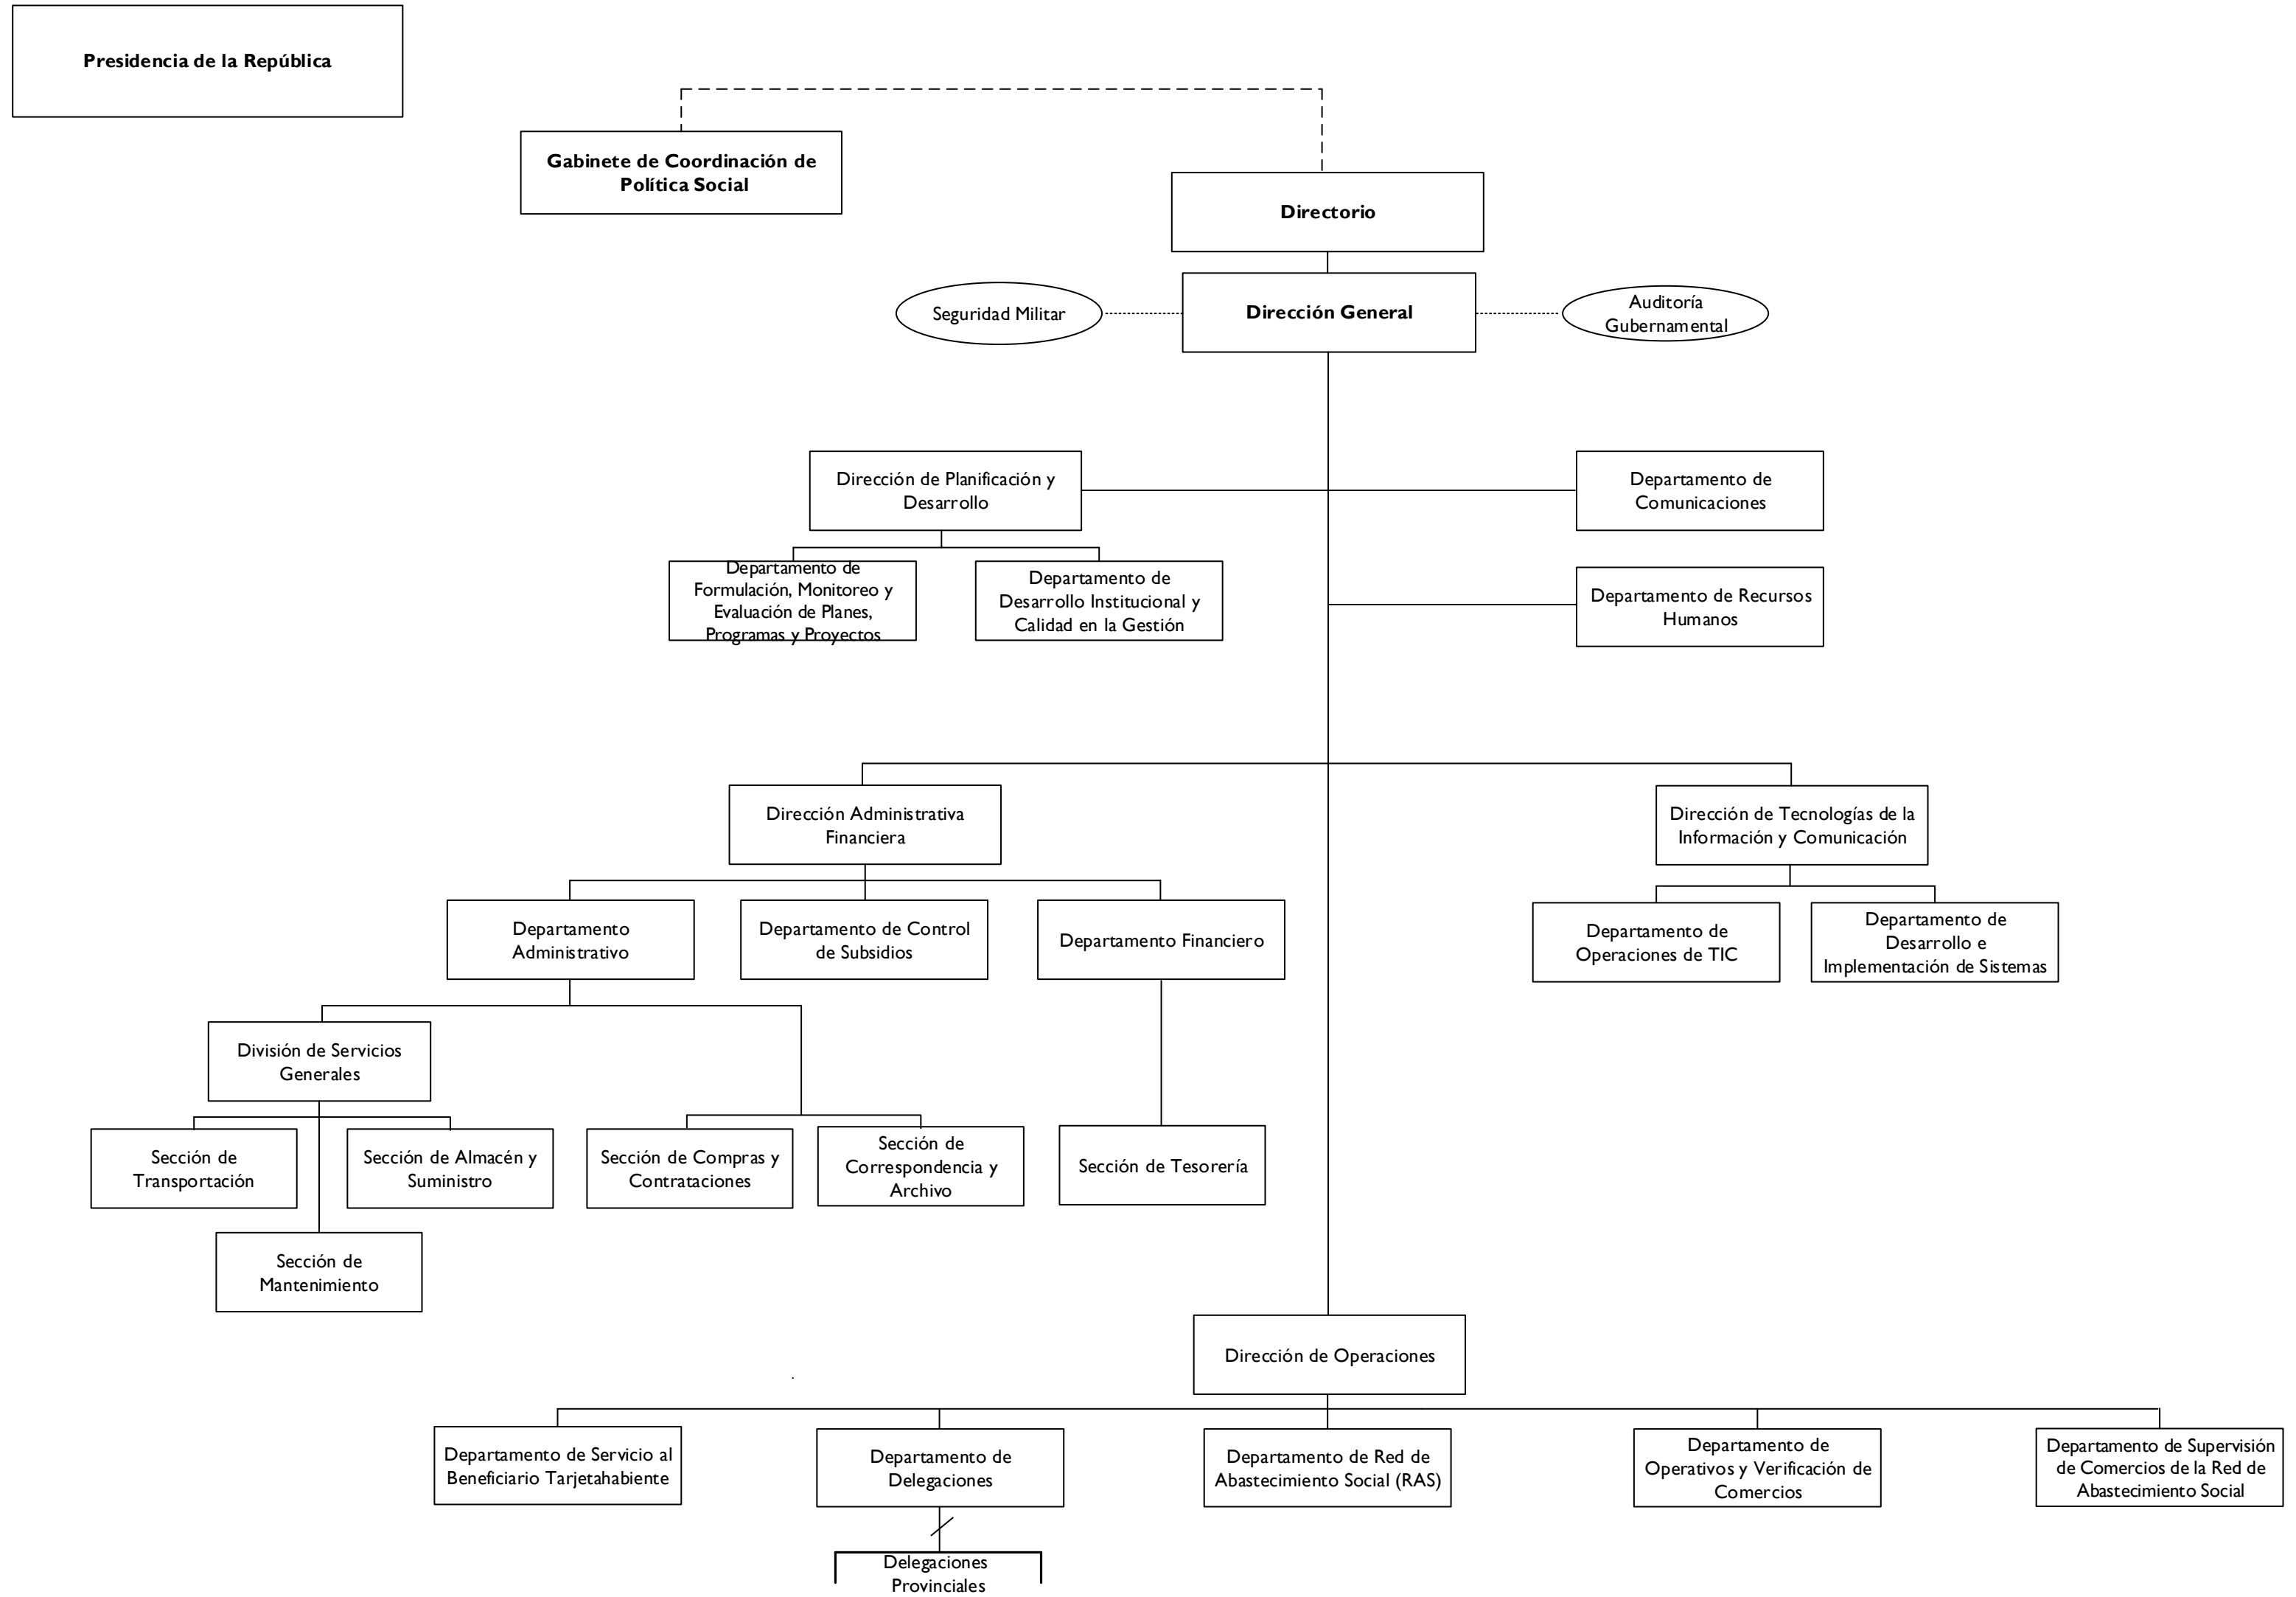 Presidencia de la República
Gabinete de Coordinación de
Política Social
Directorio
Seguridad Militar
Dirección General
Auditoría
Gubernamental
Dirección de Planificación y
Desarrollo
Departamento de
Comunicaciones
Departamento de
Formulación, Monitoreo y
Evaluación de Planes,
Programas y Proyectos
Departamento de
Desarrollo Institucional y
Calidad en la Gestión
Departamento de Recursos
Humanos
Dirección Administrativa
Financiera
Dirección de Tecnologías de la
Información y Comunicación
Departamento
Administrativo
Departamento de Control
de Subsidios
Departamento Financiero
Departamento de
Operaciones de TIC
Departamento de
Desarrollo e
Implementación de Sistemas
División de Servicios
Generales
Sección de
Transportación
Sección de Almacén y
Suministro
Sección de Compras y
Contrataciones
Sección de
Correspondencia y
Archivo
Sección de Tesorería
Sección de
Mantenimiento
Dirección de Operaciones
Departamento de Servicio al
Beneficiario Tarjetahabiente
Departamento de
Delegaciones
Departamento de Red de
Abastecimiento Social (RAS)
Departamento de
Operativos y Verificación de
Comercios
Departamento de Supervisión
de Comercios de la Red de
Abastecimiento Social
Delegaciones
Provinciales